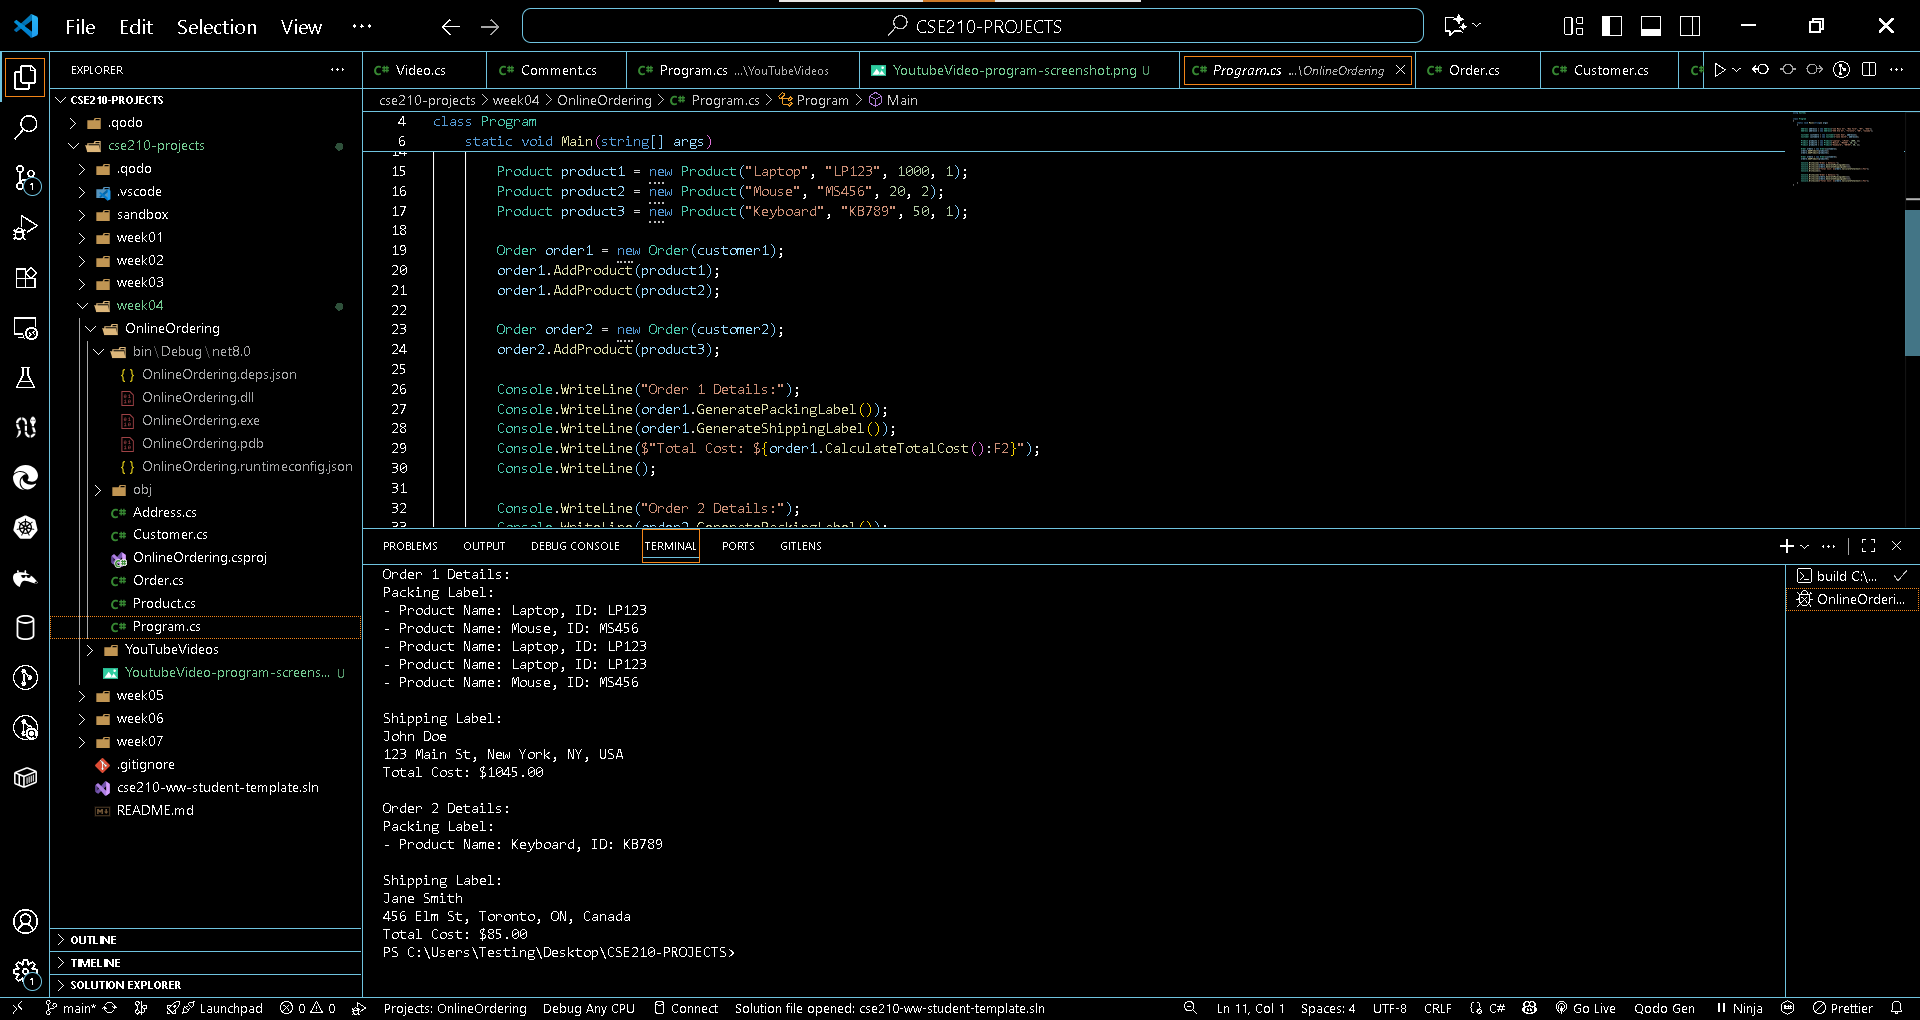 File Edit Selection View ···
CSE210-PROJECTS
EXPLORER
CSE210-PROJECTS
.qodo
cse210-projects
.qodo
.vscode
sandbox
week01
week02
week03
week04
OnlineOrdering
bin\Debug\net8.0
OnlineOrdering.deps.json
OnlineOrdering.dll
OnlineOrdering.exe
OnlineOrdering.pdb
OnlineOrdering.runtimeconfig.json
obj
Address.cs
Customer.cs
OnlineOrdering.csproj
Order.cs
Product.cs
Program.cs
YouTubeVideos
YoutubeVideo-program-screens... U
week05
week06
week07
.gitignore
cse210-ww-student-template.sln
README.md
OUTLINE
TIMELINE
SOLUTION EXPLORER
Video.cs Comment.cs Program.cs ...\YouTubeVideos YoutubeVideo-program-screenshot.png U Program.cs ...\OnlineOrdering Order.cs Customer.cs
cse210-projects > week04 > OnlineOrdering > C# Program.cs > Program > Main
4 class Program
6 static void Main(string[] args)
14
15 Product product1 = new Product("Laptop", "LP123", 1000, 1);
16 Product product2 = new Product("Mouse", "MS456", 20, 2);
17 Product product3 = new Product("Keyboard", "KB789", 50, 1);
18
19 Order order1 = new Order(customer1);
20 order1.AddProduct(product1);
21 order1.AddProduct(product2);
22
23 Order order2 = new Order(customer2);
24 order2.AddProduct(product3);
25
26 Console.WriteLine("Order 1 Details:");
27 Console.WriteLine(order1.GeneratePackingLabel());
28 Console.WriteLine(order1.GenerateShippingLabel());
29 Console.WriteLine($"Total Cost: ${order1.CalculateTotalCost():F2}");
30 Console.WriteLine();
31
32 Console.WriteLine("Order 2 Details:");
33 Console.WriteLine(order2.GeneratePackingLabel());
PROBLEMS OUTPUT DEBUG CONSOLE TERMINAL PORTS GITLENS
Order 1 Details:
Packing Label:
- Product Name: Laptop, ID: LP123
- Product Name: Mouse, ID: MS456
- Product Name: Laptop, ID: LP123
- Product Name: Laptop, ID: LP123
- Product Name: Mouse, ID: MS456
Shipping Label:
John Doe
123 Main St, New York, NY, USA
Total Cost: $1045.00
Order 2 Details:
Packing Label:
- Product Name: Keyboard, ID: KB789
Shipping Label:
Jane Smith
456 Elm St, Toronto, ON, Canada
Total Cost: $85.00
PS C:\Users\Testing\Desktop\CSE210-PROJECTS>
build C:\...
OnlineOrderi...
main* Launchpad 0 0 Projects: OnlineOrdering Debug Any CPU Connect Solution file opened: cse210-ww-student-template.sln Ln 11, Col 1 Spaces: 4 UTF-8 CRLF {} C# Go Live Qodo Gen Ninja Prettier